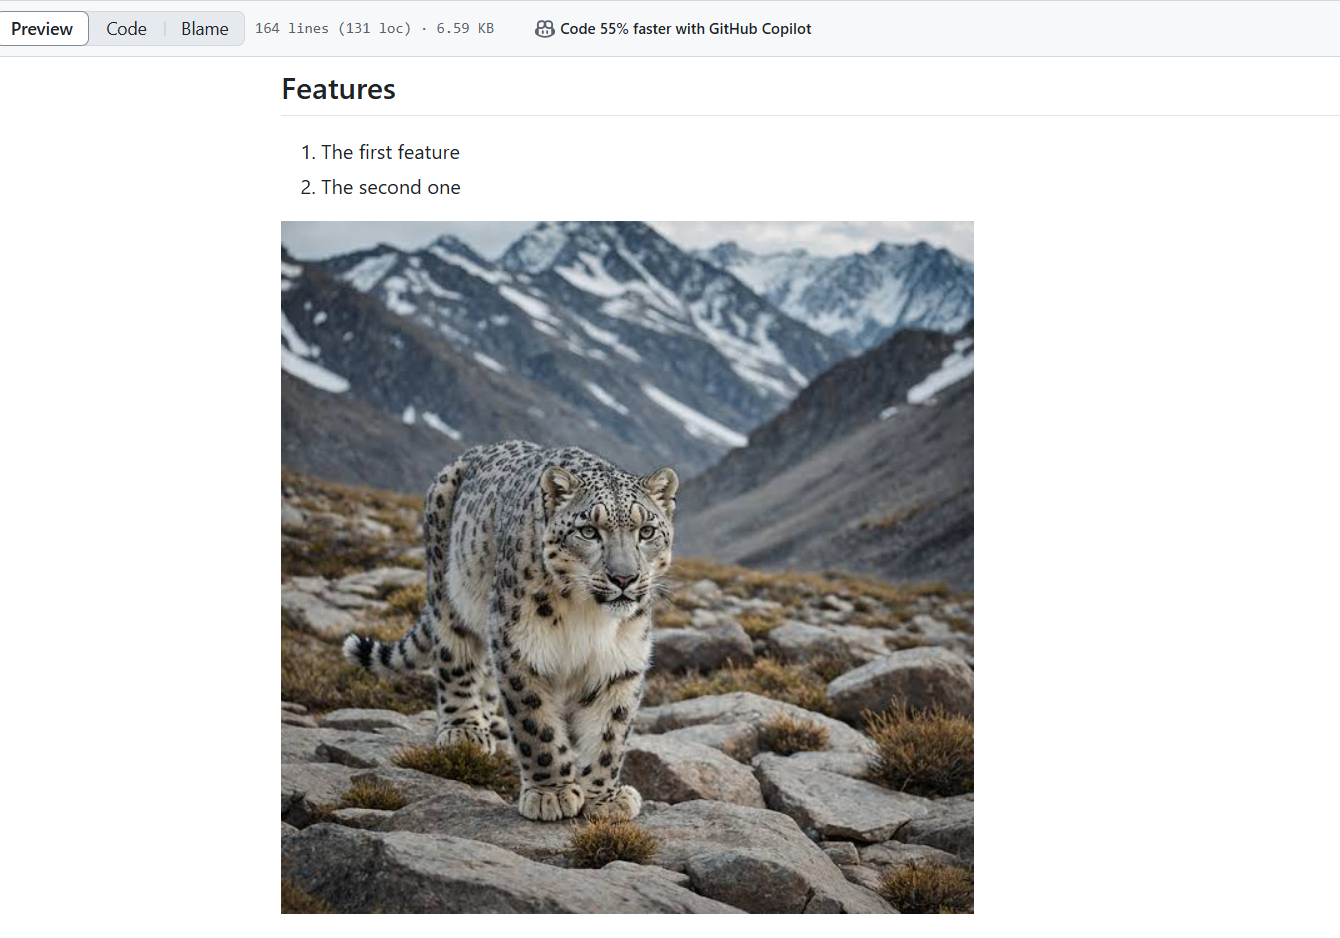 Preview Code Blame 164 lines (131 loc) · 6.59 KB Code 55% faster with GitHub Copilot
Features
1. The first feature
2. The second one